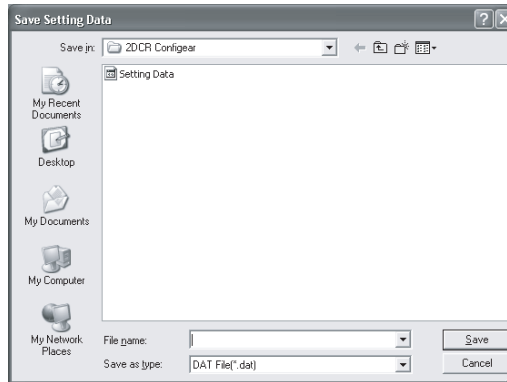 Save Setting Data
Save in:
2DCR Configear
My Recent
Documents
Desktop
My Documents
My Computer
My Network
Places
Setting Data
File name:
Save
Save as type:
DAT File(*.dat)
Cancel